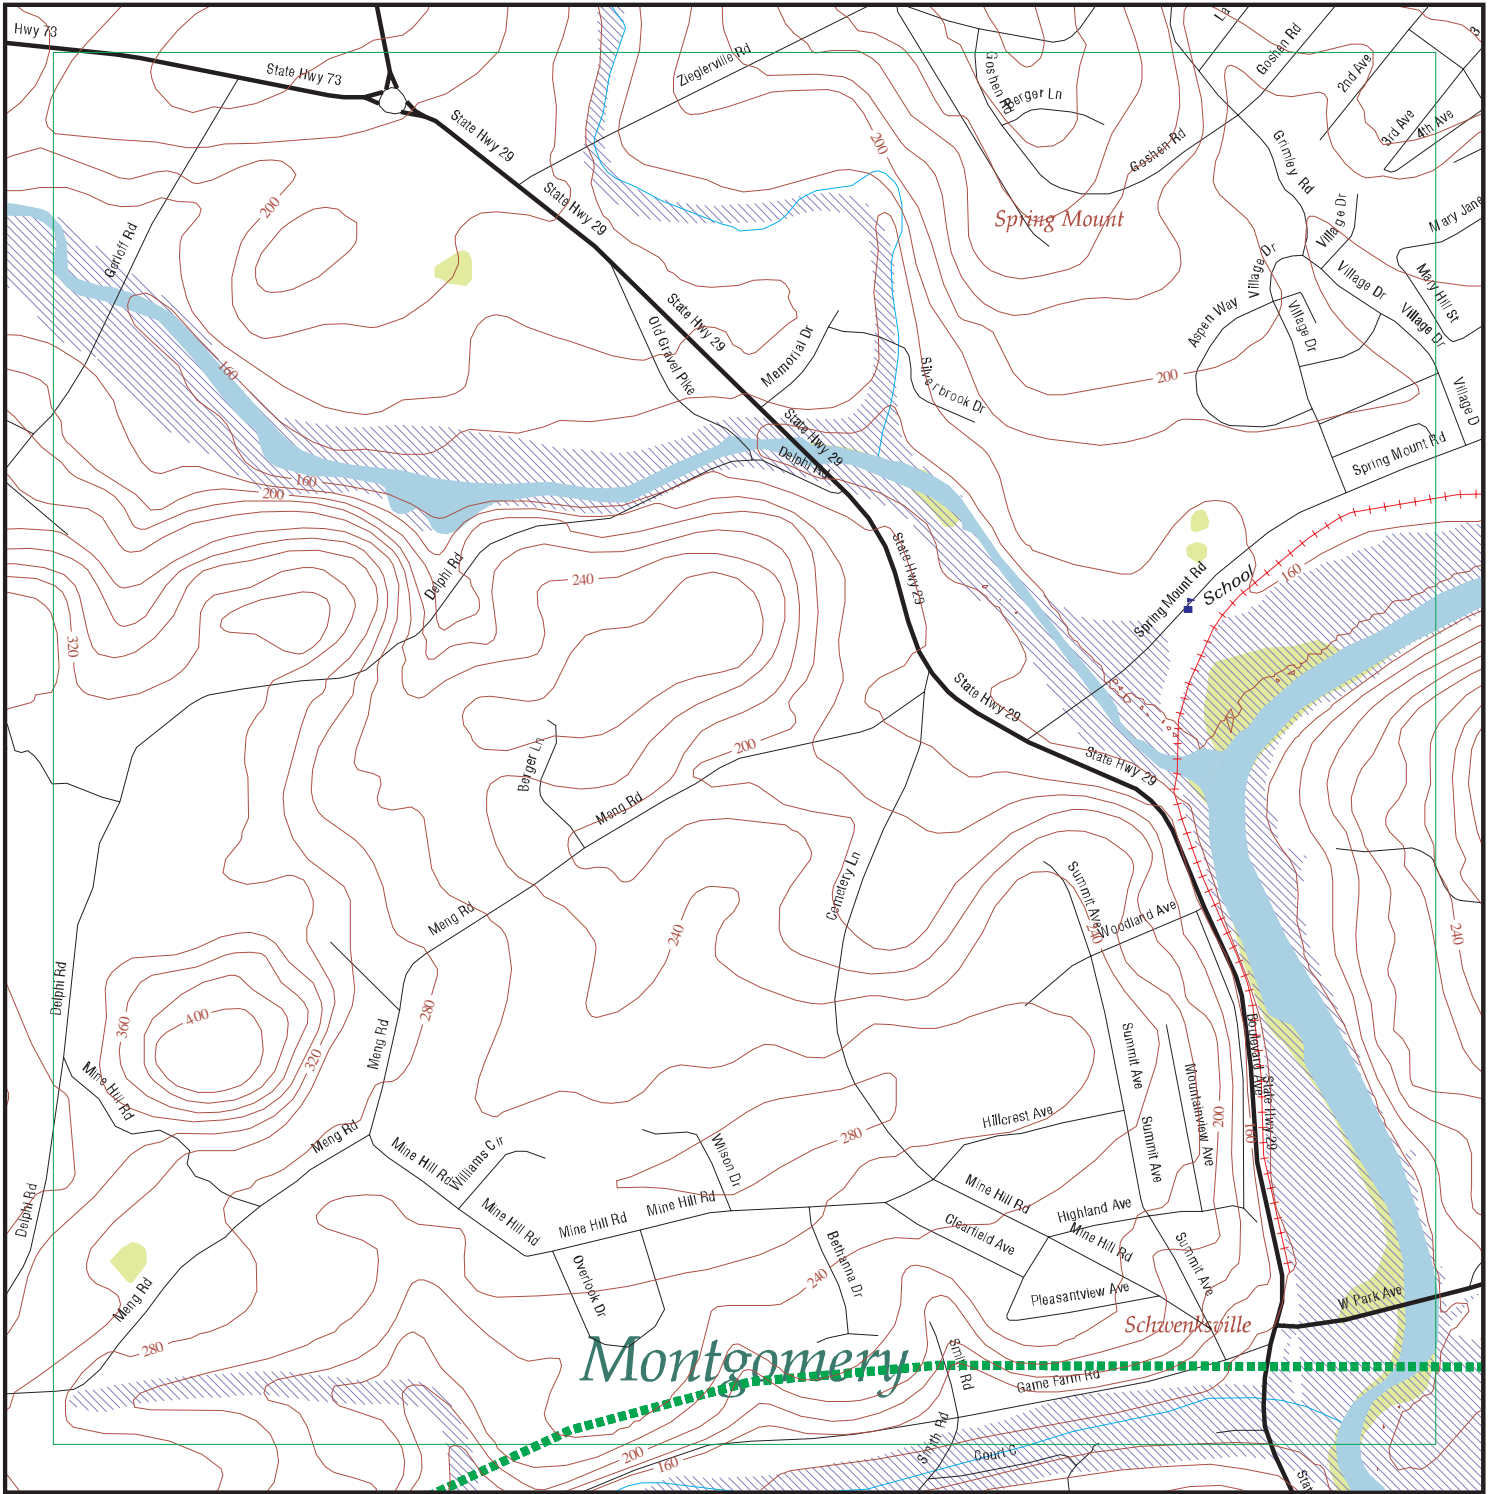 Hwy 73
State Hwy 73
State Hwy 29
Zieglerville Rd
Goshen Rd
Berger Ln
Goshen Rd
La
Goshen Rd
2nd Ave
3rd Ave
4th Ave
3
Grimley Rd
200
Spring Mount
Mary Jane
Village Dr
Village Dr
Village Dr
Mary Hill St
Village Dr
Village Dr
Aspen Way
Village D
200
State Hwy 29
200
Gerloff Rd
160
State Hwy 29
Old Gravel Pike
Memorial Dr
Silverbrook Dr
State Hwy 29
Delphi Rd
Spring Mount Rd
160
200
Delphi Rd
240
State Hwy 29
160
School
Spring Mount Rd
320
State Hwy 29
200
State Hwy 29
Berger Ln
Meng Rd
Cemetery Ln
Meng Rd
240
Summit Ave
Woodland Ave
240
240
Delphi Rd
360
400
320
280
Meng Rd
Summit Ave
Boulevard Ave
State Hwy 29
Mountainview Ave
200
160
Mine Hill Rd
Meng Rd
Mine Hill Rd
Williams Cir
Wilson Dr
280
Hillcrest Ave
Summit Ave
Delphi Rd
Mine Hill Rd
Mine Hill Rd
Mine Hill Rd
Mine Hill Rd
Highland Ave
Clearfield Ave
Mine Hill Rd
Summit Ave
Bethanna Dr
Overlook Dr
240
Pleasantview Ave
W Park Ave
Meng Rd
280
Schwenksville
Montgomery
Smith Rd
Game Farm Rd
200
160
Smith Rd
Court C
Stat